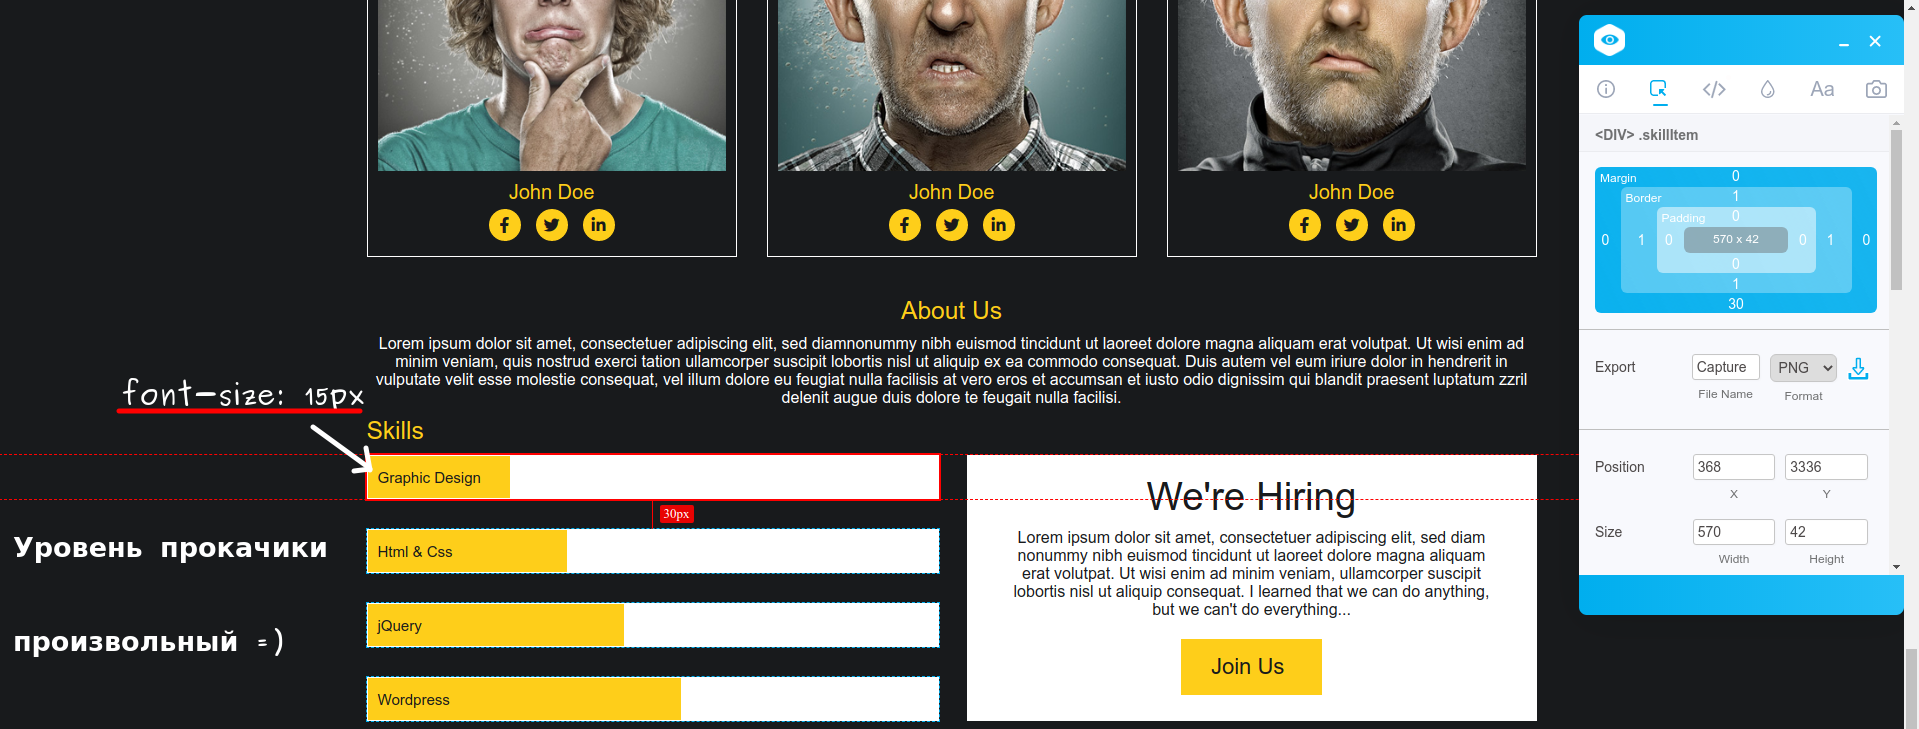 John Doe
John Doe
John Doe
About Us
Lorem ipsum dolor sit amet, consectetuer adipiscing elit, sed diamnonummy nibh euismod tincidunt ut laoreet dolore magna aliquam erat volutpat. Ut wisi enim ad
minim veniam, quis nostrud exerci tation ullamcorper suscipit lobortis nisl ut aliquip ex ea commodo consequat. Duis autem vel eum iriure dolor in hendrerit in
vulputate velit esse molestie consequat, vel illum dolore eu feugiat nulla facilisis at vero eros et accumsan et iusto odio dignissim qui blandit praesent luptatum zzril
delenit augue duis dolore te feugait nulla facilisi.
font-size: 15px
Skills
Graphic Design
30px
Html & Css
jQuery
Wordpress
Уровень прокачики
произвольный =)
We're Hiring
Lorem ipsum dolor sit amet, consectetuer adipiscing elit, sed diam
nonummy nibh euismod tincidunt ut laoreet dolore magna aliquam
erat volutpat. Ut wisi enim ad minim veniam, ullamcorper suscipit
lobortis nisl ut aliquip consequat. I learned that we can do anything,
but we can't do everything...
Join Us
Aa
<DIV> .skillItem
Margin 0
Border 1
Padding 0
0 1 0 570 x 42 0 1 0
0
1
30
Export Capture PNG
File Name Format
Position 368 3336
X Y
Size 570 42
Width Height